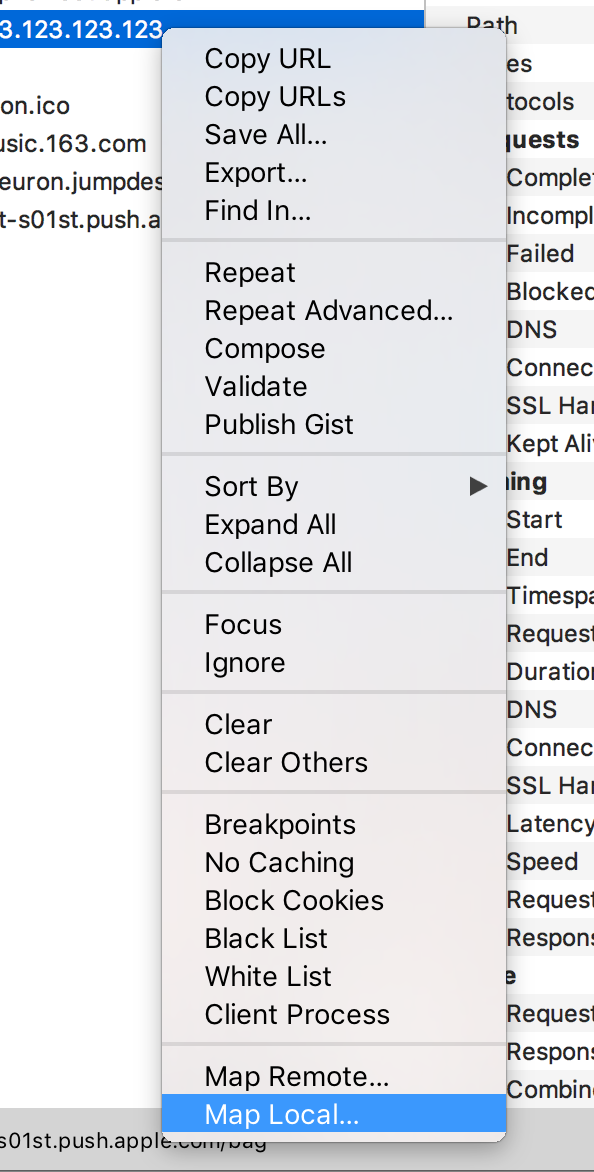 3.123.123.123
on.ico
usic.163.com
euron.jumpdes
t-s01st.push.a
Copy URL
Copy URLs
Save All...
Export...
Find In...
Repeat
Repeat Advanced...
Compose
Validate
Publish Gist
Sort By
Expand All
Collapse All
Focus
Ignore
Clear
Clear Others
Breakpoints
No Caching
Block Cookies
Black List
White List
Client Process
Map Remote...
Map Local...
Path
es
tocols
quests
Complet
Incompl
Failed
Blocked
DNS
Connec
SSL Han
Kept Aliv
ing
Start
End
Timespa
Request
Duration
DNS
Connec
SSL Han
Latency
Speed
Request
Respons
e
Request
Respons
Combine
s01st.push.apple.com/bag